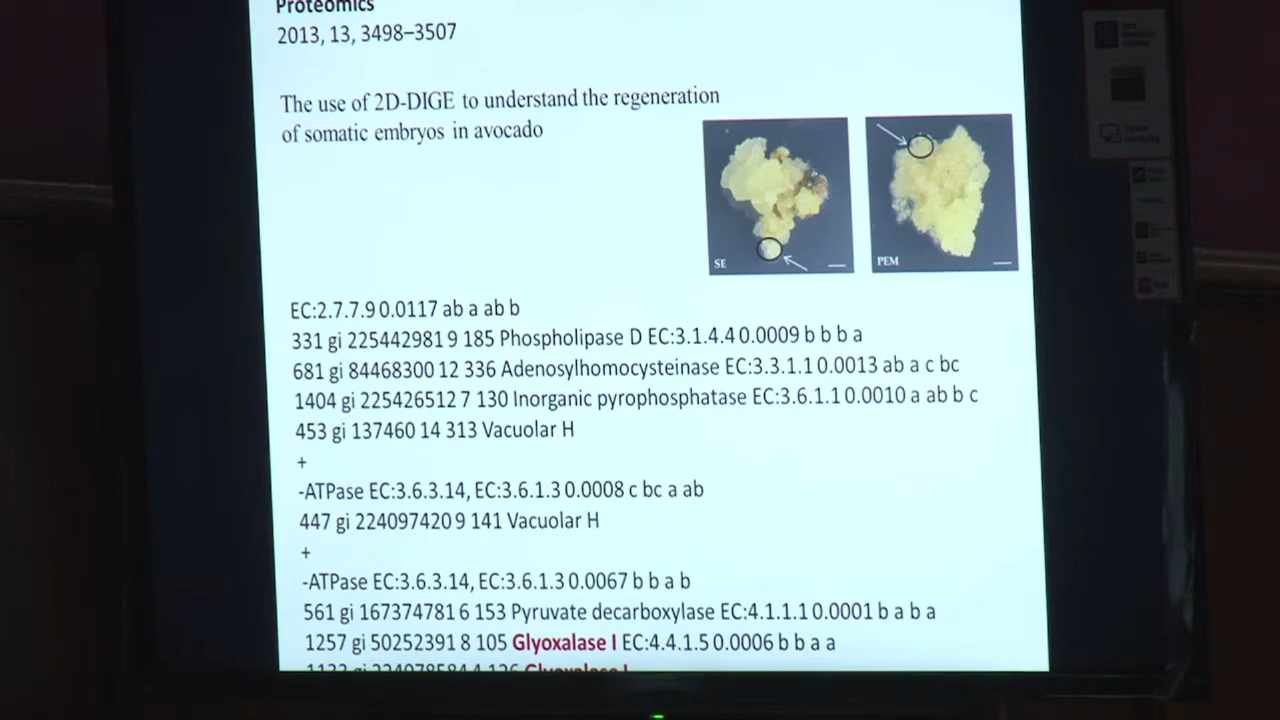 Proteomics
2013, 13, 3498–3507
The use of 2D-DIGE to understand the regeneration
of somatic embryos in avocado
SE
PEM
EC:2.7.7.9 0.0117 ab a ab b
331 gi 225442981 9 185 Phospholipase D EC:3.1.4.4 0.0009 b b b a
681 gi 84468300 12 336 Adenosylhomocysteinase EC:3.3.1.1 0.0013 ab a c bc
1404 gi 225426512 7 130 Inorganic pyrophosphatase EC:3.6.1.1 0.0010 a ab b c
453 gi 137460 14 313 Vacuolar H
+
-ATPase EC:3.6.3.14, EC:3.6.1.3 0.0008 c bc a ab
447 gi 224097420 9 141 Vacuolar H
+
-ATPase EC:3.6.3.14, EC:3.6.1.3 0.0067 b b a b
561 gi 167374781 6 153 Pyruvate decarboxylase EC:4.1.1.1 0.0001 b a b a
1257 gi 50252391 8 105 Glyoxalase I EC:4.4.1.5 0.0006 b b a a
Glyoxalase I